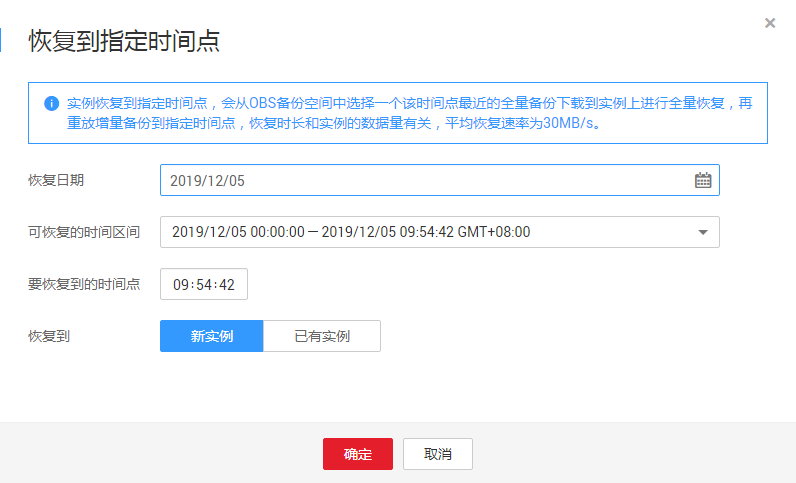 恢复到指定时间点
实例恢复到指定时间点，会从OBS备份空间中选择一个该时间点最近的全量备份下载到实例上进行全量恢复，再
重放增量备份到指定时间点，恢复时长和实例的数据量有关，平均恢复速率为30MB/s。
恢复日期 2019/12/05
可恢复的时间区间 2019/12/05 00:00:00 — 2019/12/05 09:54:42 GMT+08:00
要恢复到的时间点 09:54:42
恢复到 新实例 已有实例
确定 取消